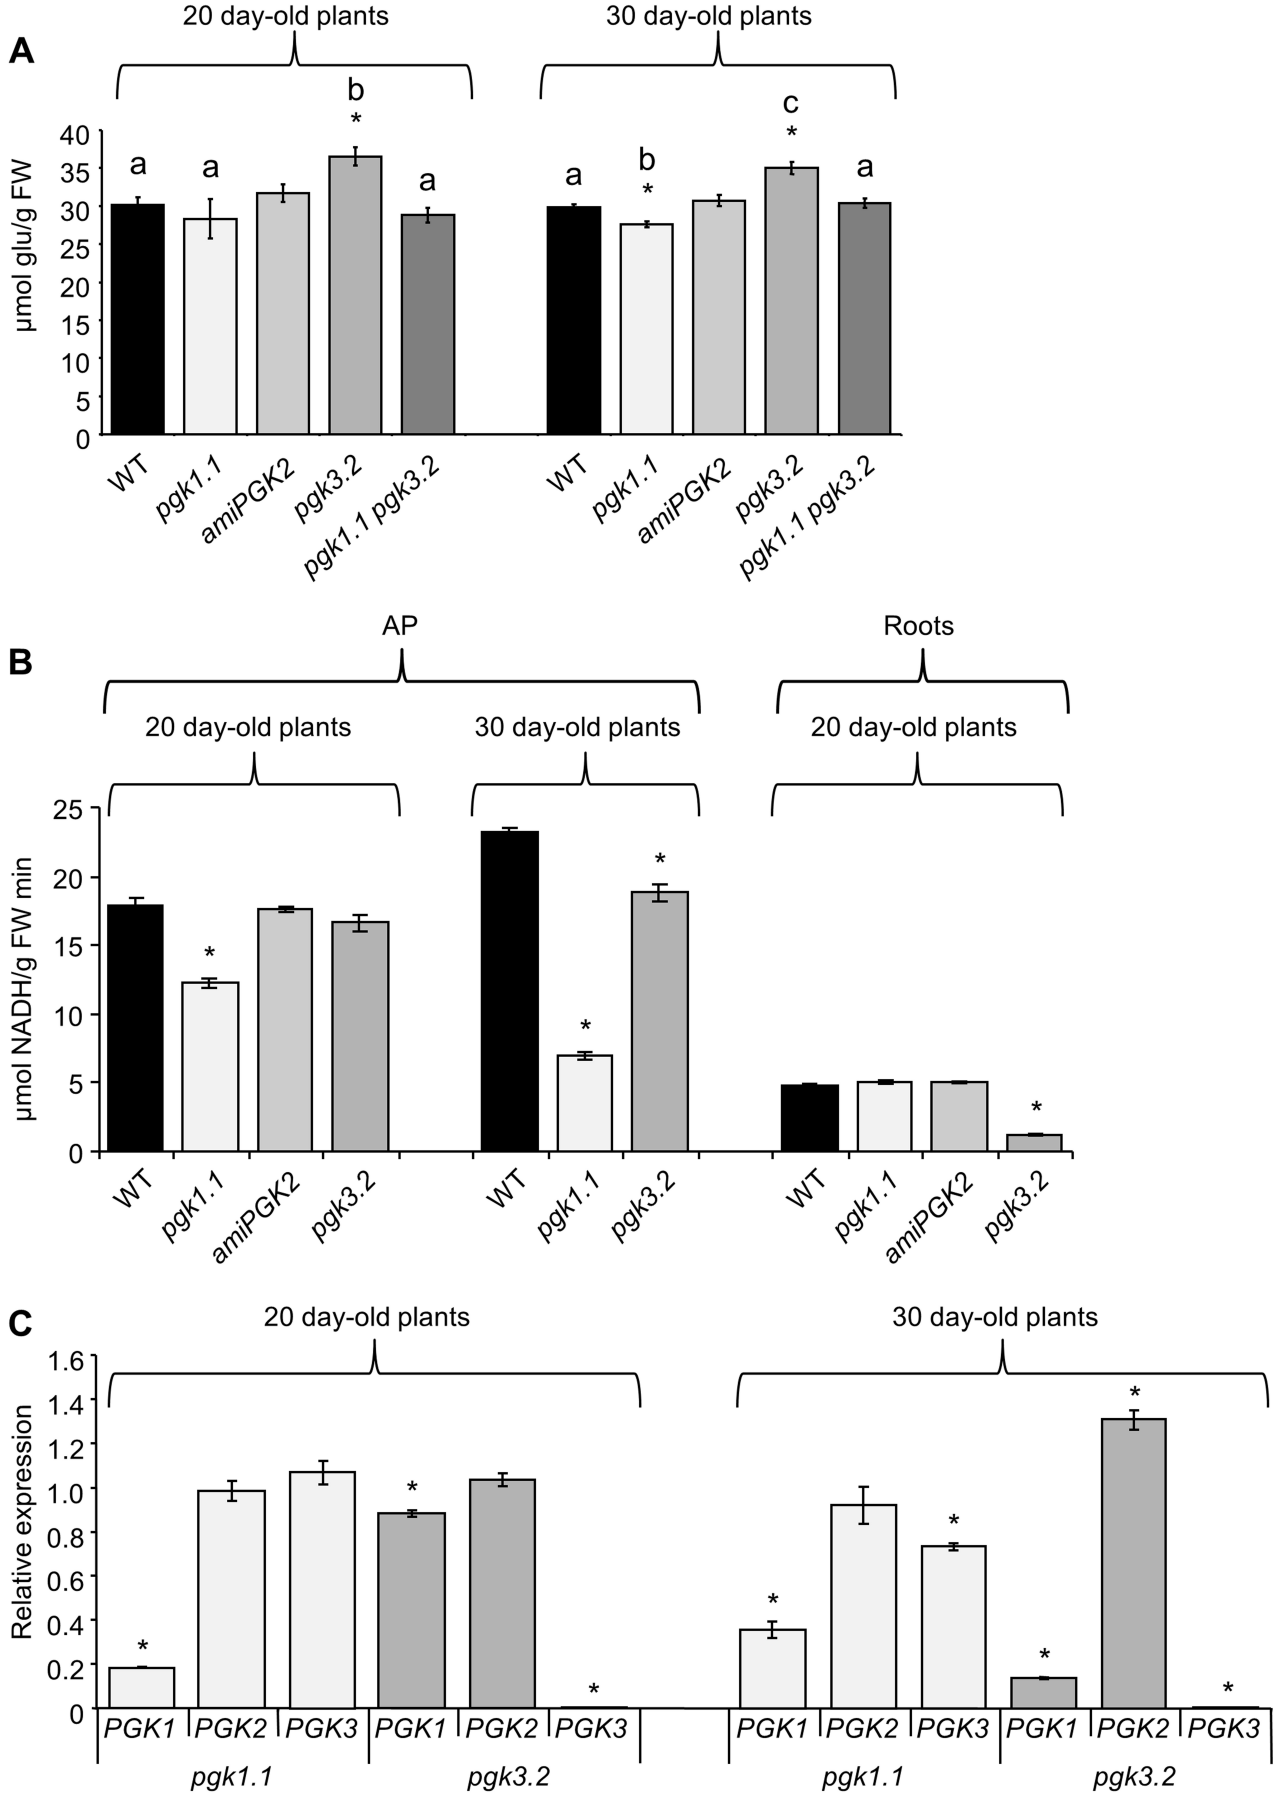 20 day-old plants 30 day-old plants
A
b c
* *
a a a a b a
*
40
35
30
25
20
15
10
5
0
µmol glu/g FW
WT pgk1.1 amiPGK2 pgk3.2 pgk1.1 pgk3.2 WT pgk1.1 amiPGK2 pgk3.2 pgk1.1 pgk3.2
AP Roots
B
20 day-old plants 30 day-old plants 20 day-old plants
25
20
15
10
5
0
µmol NADH/g FW min
* * * *
WT pgk1.1 amiPGK2 pgk3.2 WT pgk1.1 pgk3.2 WT pgk1.1 amiPGK2 pgk3.2
C
20 day-old plants 30 day-old plants
1.6
1.4
1.2
1.0
0.8
0.6
0.4
0.2
0
Relative expression
* * * * * * * *
PGK1 PGK2 PGK3 PGK1 PGK2 PGK3 PGK1 PGK2 PGK3 PGK1 PGK2 PGK3
pgk1.1 pgk3.2 pgk1.1 pgk3.2